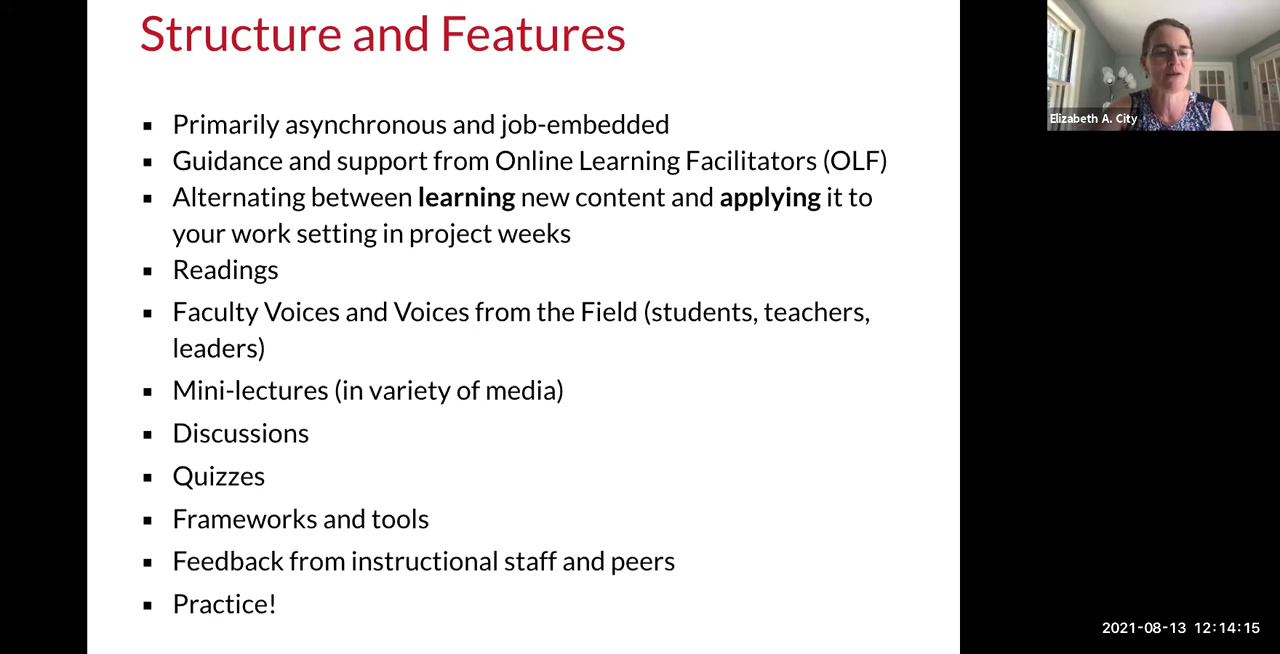 Structure and Features
▪ Primarily asynchronous and job-embedded
▪ Guidance and support from Online Learning Facilitators (OLF)
▪ Alternating between learning new content and applying it to
your work setting in project weeks
▪ Readings
▪ Faculty Voices and Voices from the Field (students, teachers,
leaders)
▪ Mini-lectures (in variety of media)
▪ Discussions
▪ Quizzes
▪ Frameworks and tools
▪ Feedback from instructional staff and peers
▪ Practice!
Elizabeth A. City
2021-08-13 12:14:15